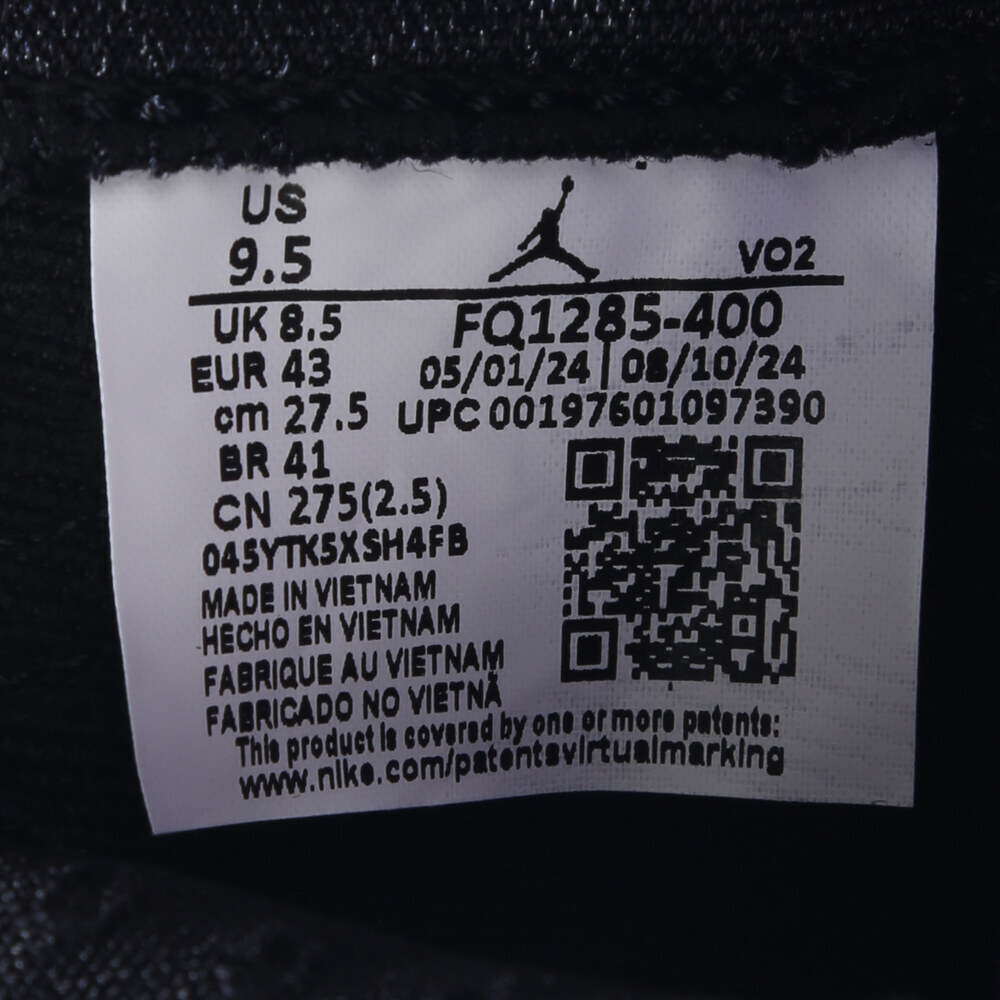 US
9.5
VO2
UK 8.5
FQ1285-400
EUR 43
05/01/24 | 08/10/24
cm 27.5
UPC 00197601097390
BR 41
CN 275(2.5)
045YTK5XSH4FB
MADE IN VIETNAM
HECHO EN VIETNAM
FABRIQUE AU VIETNAM
FABRICADO NO VIETNÃ
This product is covered by one or more patents:
www.nike.com/patentsvirtualmarking